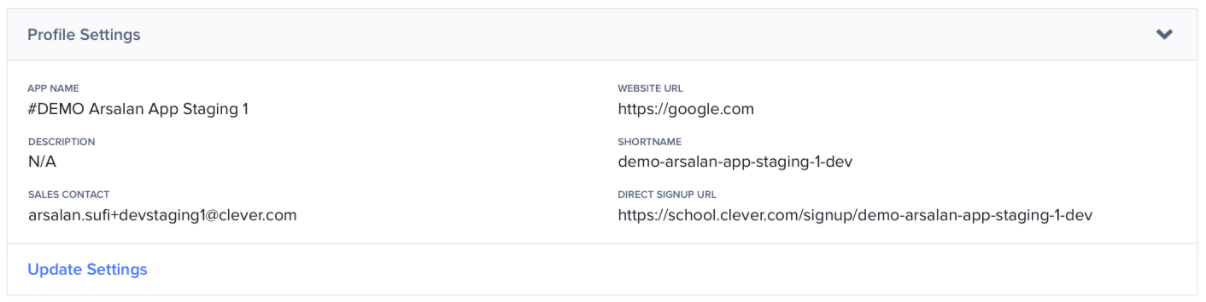 Profile Settings
APP NAME
#DEMO Arsalan App Staging 1
WEBSITE URL
https://google.com
DESCRIPTION
N/A
SHORTNAME
demo-arsalan-app-staging-1-dev
SALES CONTACT
arsalan.sufi+devstaging1@clever.com
DIRECT SIGNUP URL
https://school.clever.com/signup/demo-arsalan-app-staging-1-dev
Update Settings